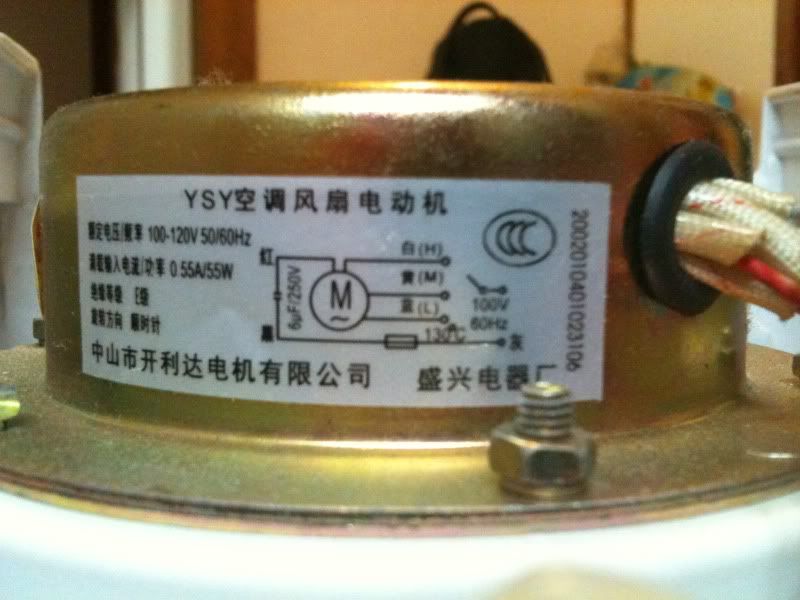 YSY空调风扇电动机
额定电压/频率 100-120V 50/60Hz
满载输入电流/功率 0.55A/55W
绝缘等级 E级
旋转方向 顺时针
红
黑
6μF/250V
M
~
白(H)
黄(M)
蓝(L)
130℃
灰
100V
60Hz
CCC
2002010401023106
中山市开利达电机有限公司 盛兴电器厂